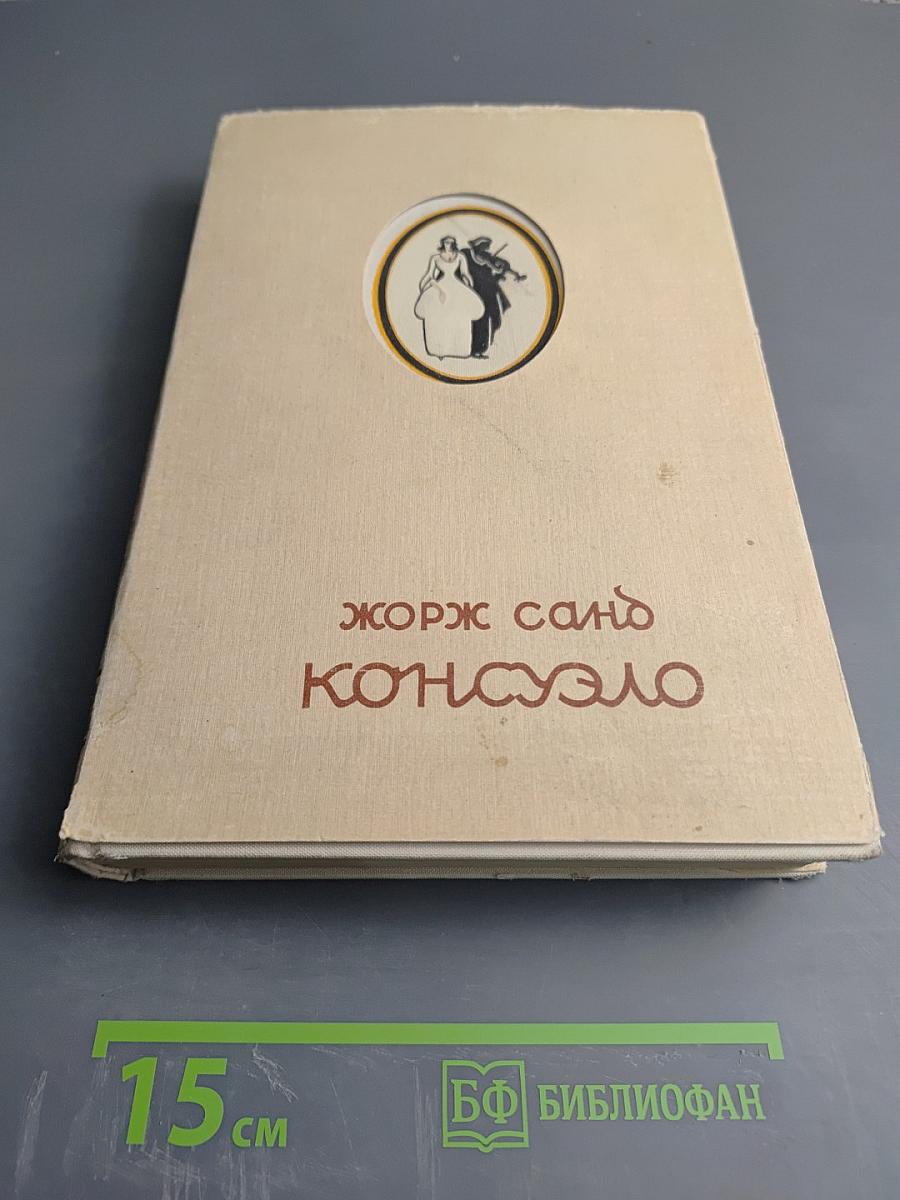 жорж санд
консуэло
15 см
БФ БИБЛИОФАН